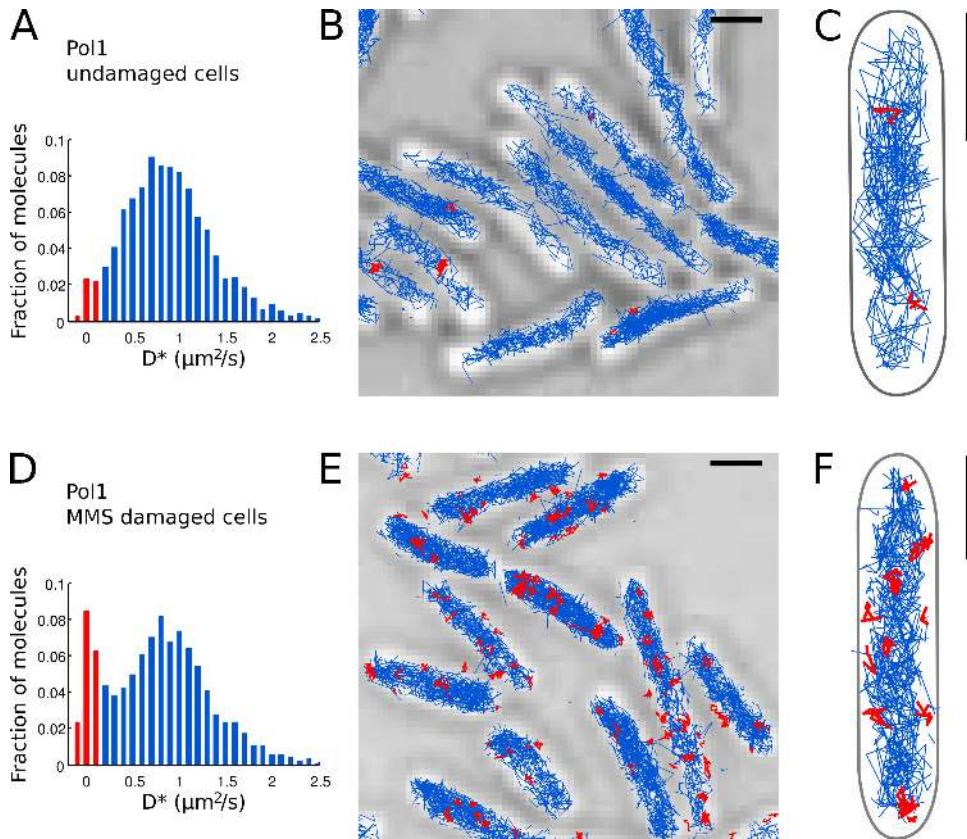 A
Pol1
undamaged cells
Fraction of molecules
0.1
0.08
0.06
0.04
0.02
0
0 0.5 1 1.5 2 2.5
D* (µm²/s)
B
C
D
Pol1
MMS damaged cells
Fraction of molecules
0.1
0.08
0.06
0.04
0.02
0
0 0.5 1 1.5 2 2.5
D* (µm²/s)
E
F